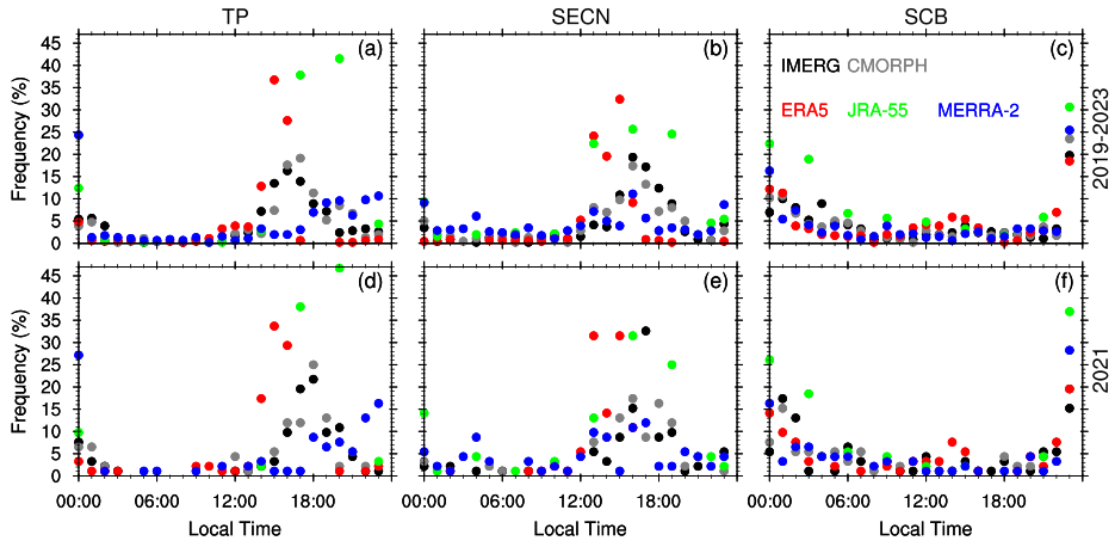 TP SECN SCB
45 (a) (b) (c)
40 IMERG CMORPH
35
30 ERA5 JRA-55 MERRA-2
25
20
15
10
5
0
Frequency (%)
2019-2023
45 (d) (e) (f)
40
35
30
25
20
15
10
5
0
Frequency (%)
2021
00:00 06:00 12:00 18:00 00:00 06:00 12:00 18:00 00:00 06:00 12:00 18:00
Local Time Local Time Local Time